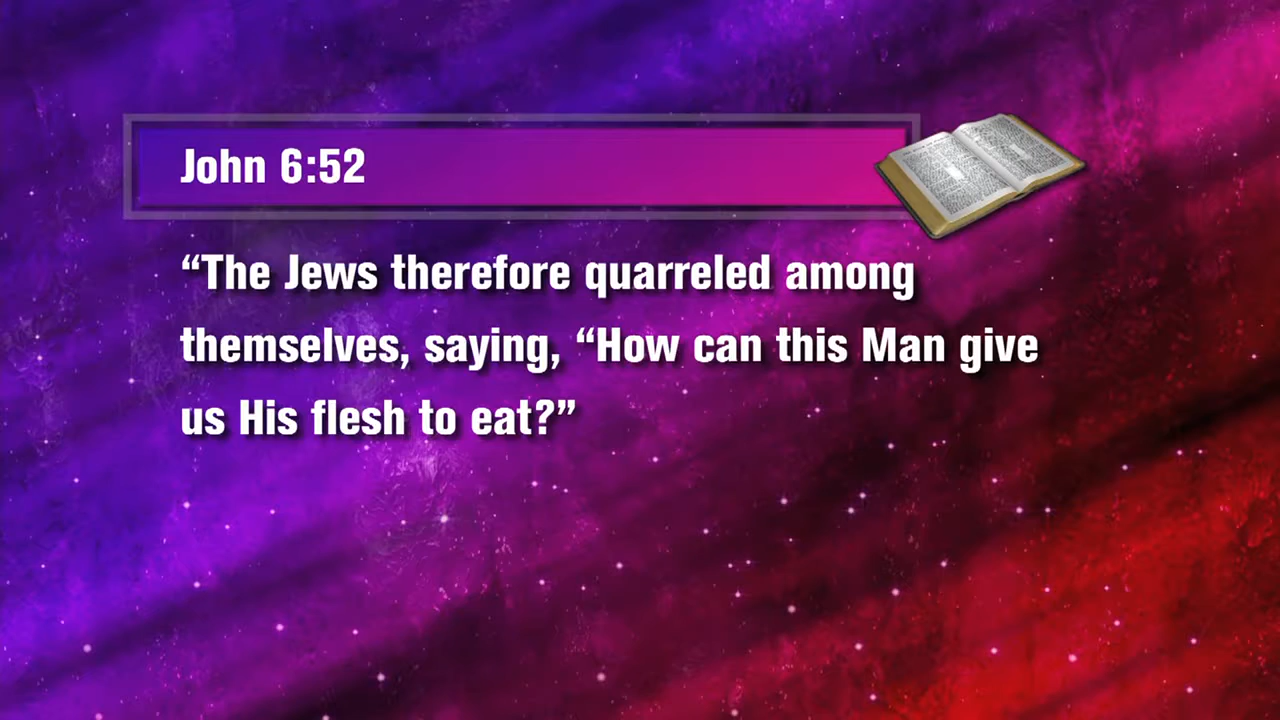 John 6:52
“The Jews therefore quarreled among
themselves, saying, “How can this Man give
us His flesh to eat?”